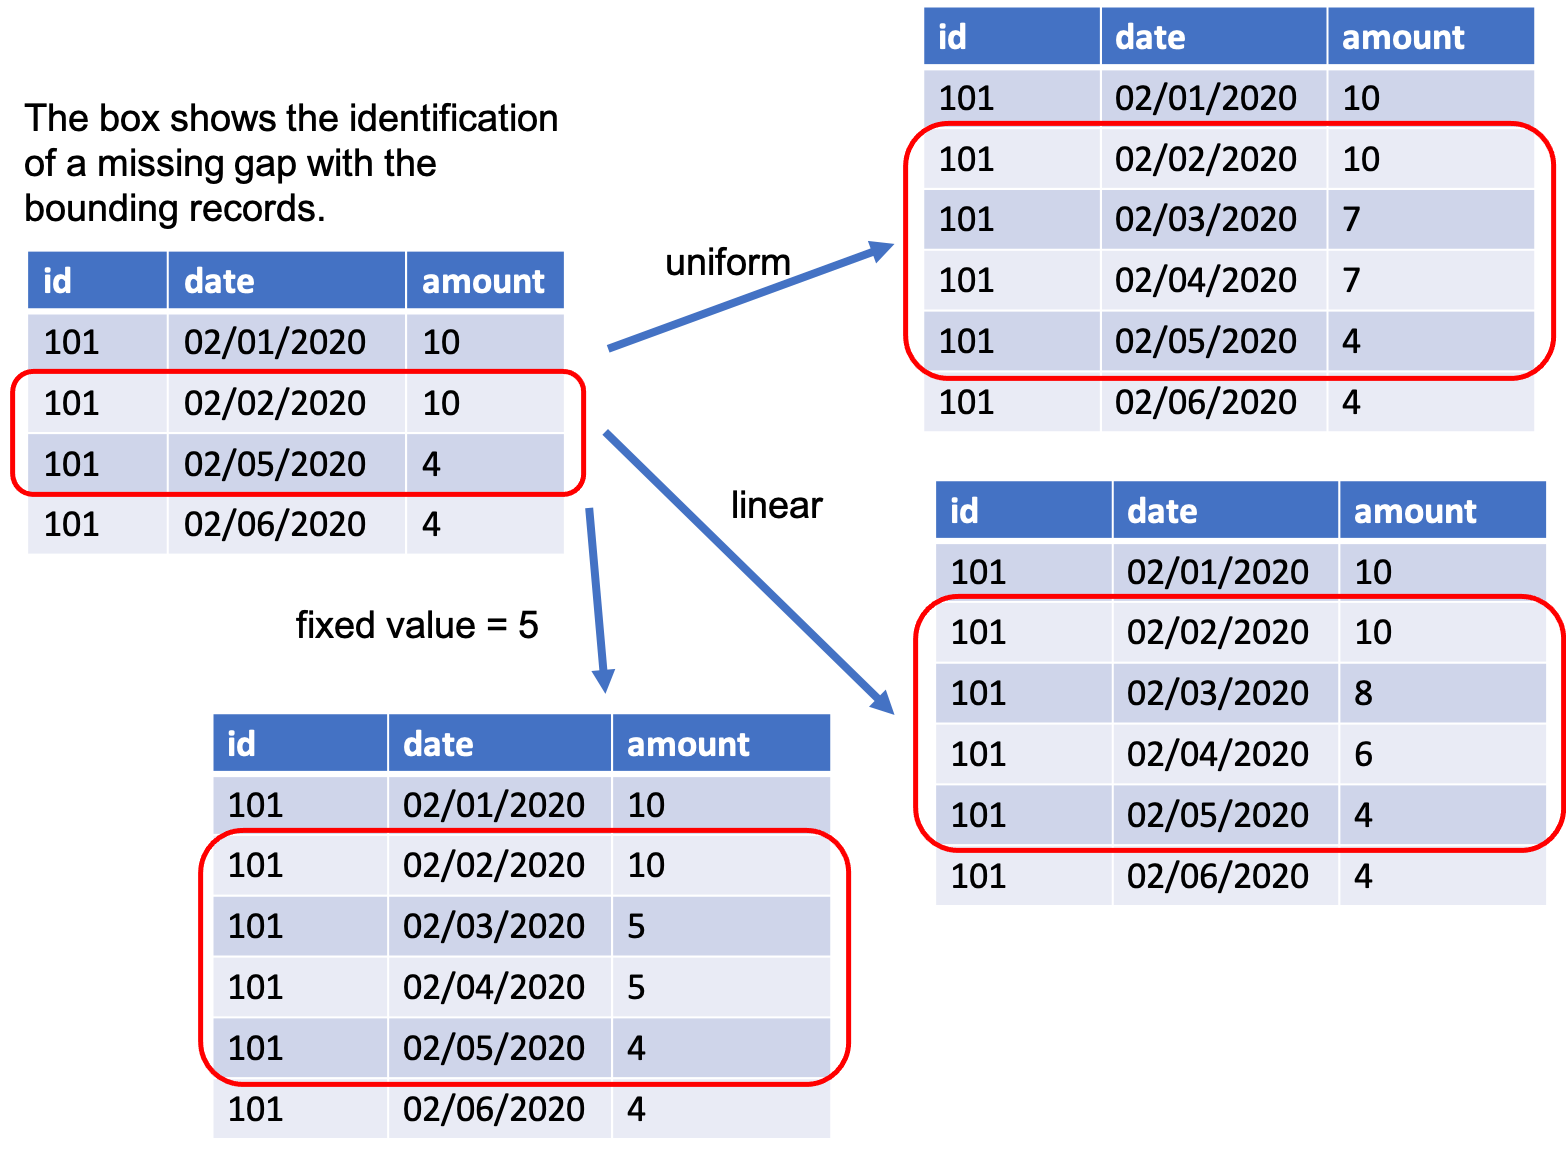 The box shows the identification
of a missing gap with the
bounding records.
id date amount
101 02/01/2020 10
101 02/02/2020 10
101 02/05/2020 4
101 02/06/2020 4
uniform
id date amount
101 02/01/2020 10
101 02/02/2020 10
101 02/03/2020 7
101 02/04/2020 7
101 02/05/2020 4
101 02/06/2020 4
linear
id date amount
101 02/01/2020 10
101 02/02/2020 10
101 02/03/2020 8
101 02/04/2020 6
101 02/05/2020 4
101 02/06/2020 4
fixed value = 5
id date amount
101 02/01/2020 10
101 02/02/2020 10
101 02/03/2020 5
101 02/04/2020 5
101 02/05/2020 4
101 02/06/2020 4